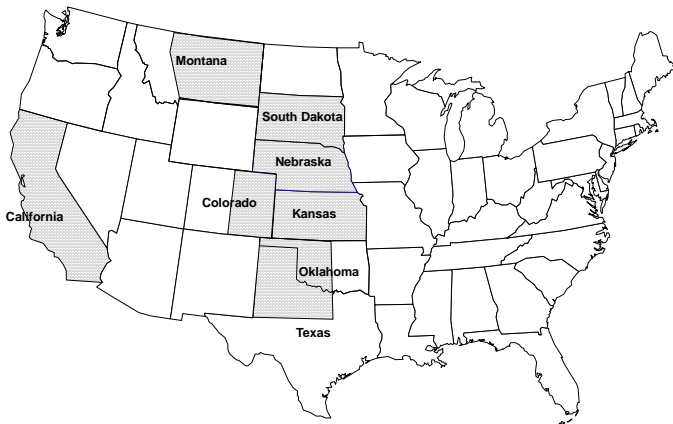 Montana
South Dakota
Nebraska
Colorado
Kansas
California
Oklahoma
Texas